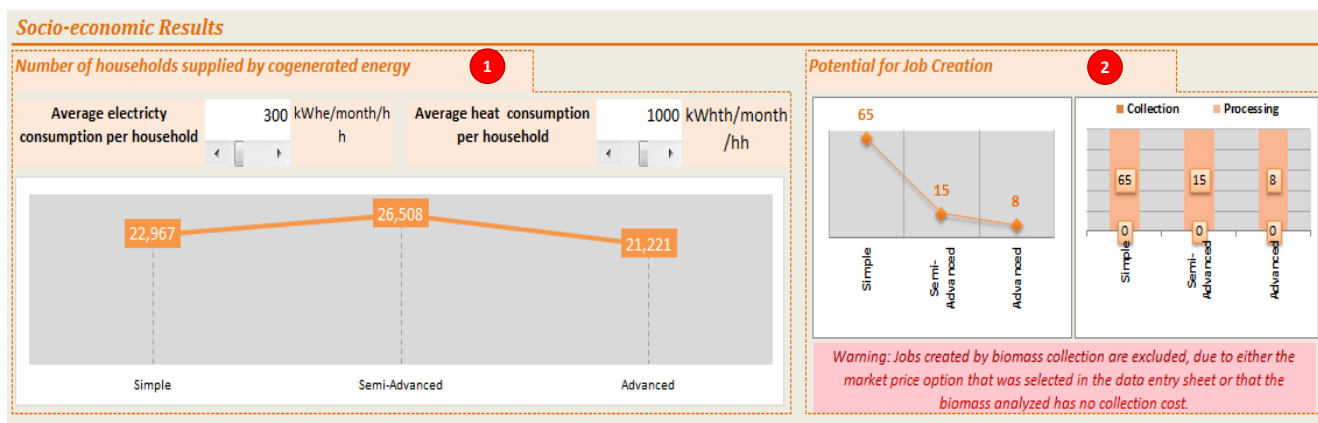 Socio-economic Results
Number of households supplied by cogenerated energy
1
Average electricity
consumption per household
300
kWhe/month/h
h
Average heat consumption
per household
1000
kWhth/month
/hh
22,967
26,508
21,221
Simple
Semi-Advanced
Advanced
Potential for Job Creation
2
65
15
8
Simple
Semi-
Advanced
Advanced
Collection
Processing
65
15
8
0
0
0
Simple
Semi-
Advanced
Advanced
Warning: Jobs created by biomass collection are excluded, due to either the
market price option that was selected in the data entry sheet or that the
biomass analyzed has no collection cost.